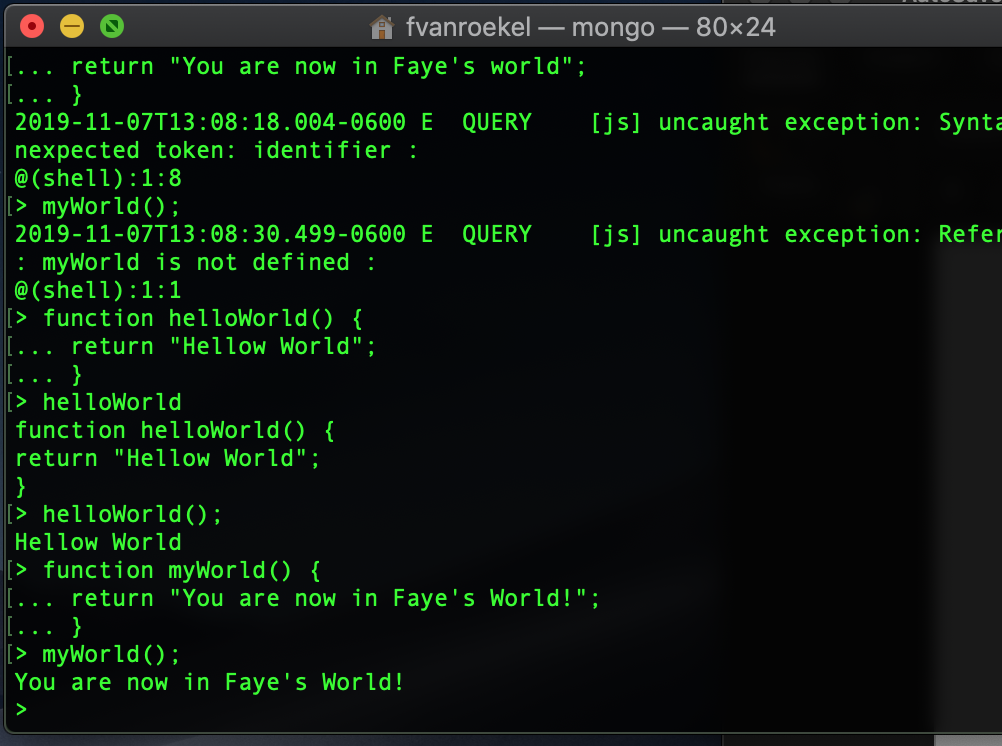 fvanroekel — mongo — 80×24
[... return "You are now in Faye's world";
[... }
2019-11-07T13:08:18.004-0600 E  QUERY    [js] uncaught exception:
nexpected token: identifier :
@(shell):1:8
[> myWorld();
2019-11-07T13:08:30.499-0600 E  QUERY    [js] uncaught exception:
: myWorld is not defined :
@(shell):1:1
[> function helloWorld() {
[... return "Hellow World";
[... }
[> helloWorld
function helloWorld() {
return "Hellow World";
}
[> helloWorld();
Hellow World
[> function myWorld() {
[... return "You are now in Faye's World!";
[... }
[> myWorld();
You are now in Faye's World!
>